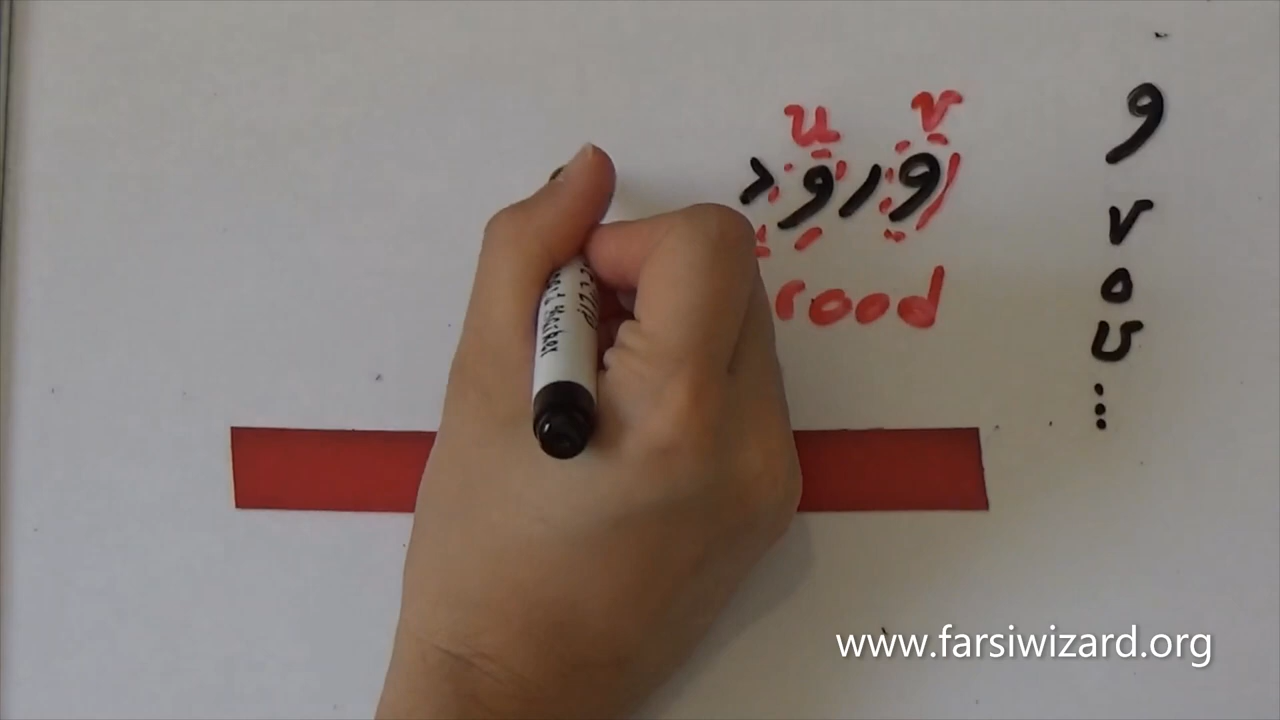 و
v
o
u
...
v
u
ورود
rood
www.farsiwizard.org